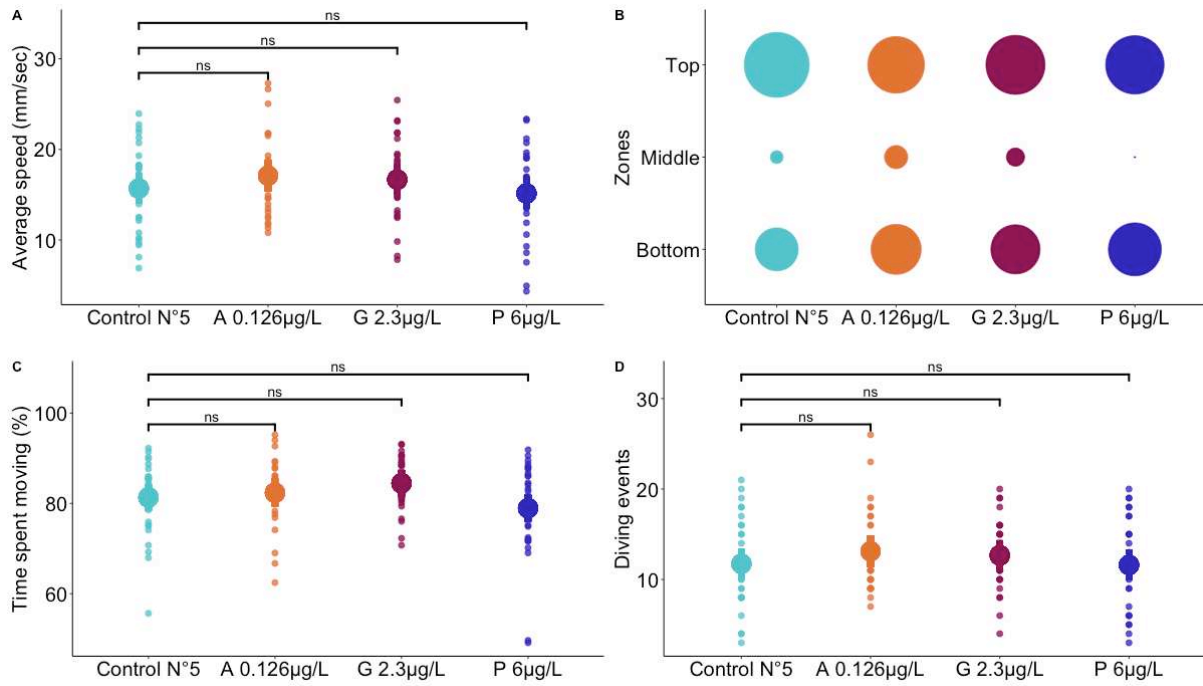 A
ns
ns
ns
Average speed (mm/sec)
30
20
10
Control N°5 A 0.126µg/L G 2.3µg/L P 6µg/L
B
Zones
Top
Middle
Bottom
Control N°5 A 0.126µg/L G 2.3µg/L P 6µg/L
C
ns
ns
ns
Time spent moving (%)
100
80
60
Control N°5 A 0.126µg/L G 2.3µg/L P 6µg/L
D
ns
ns
ns
Diving events
30
20
10
Control N°5 A 0.126µg/L G 2.3µg/L P 6µg/L